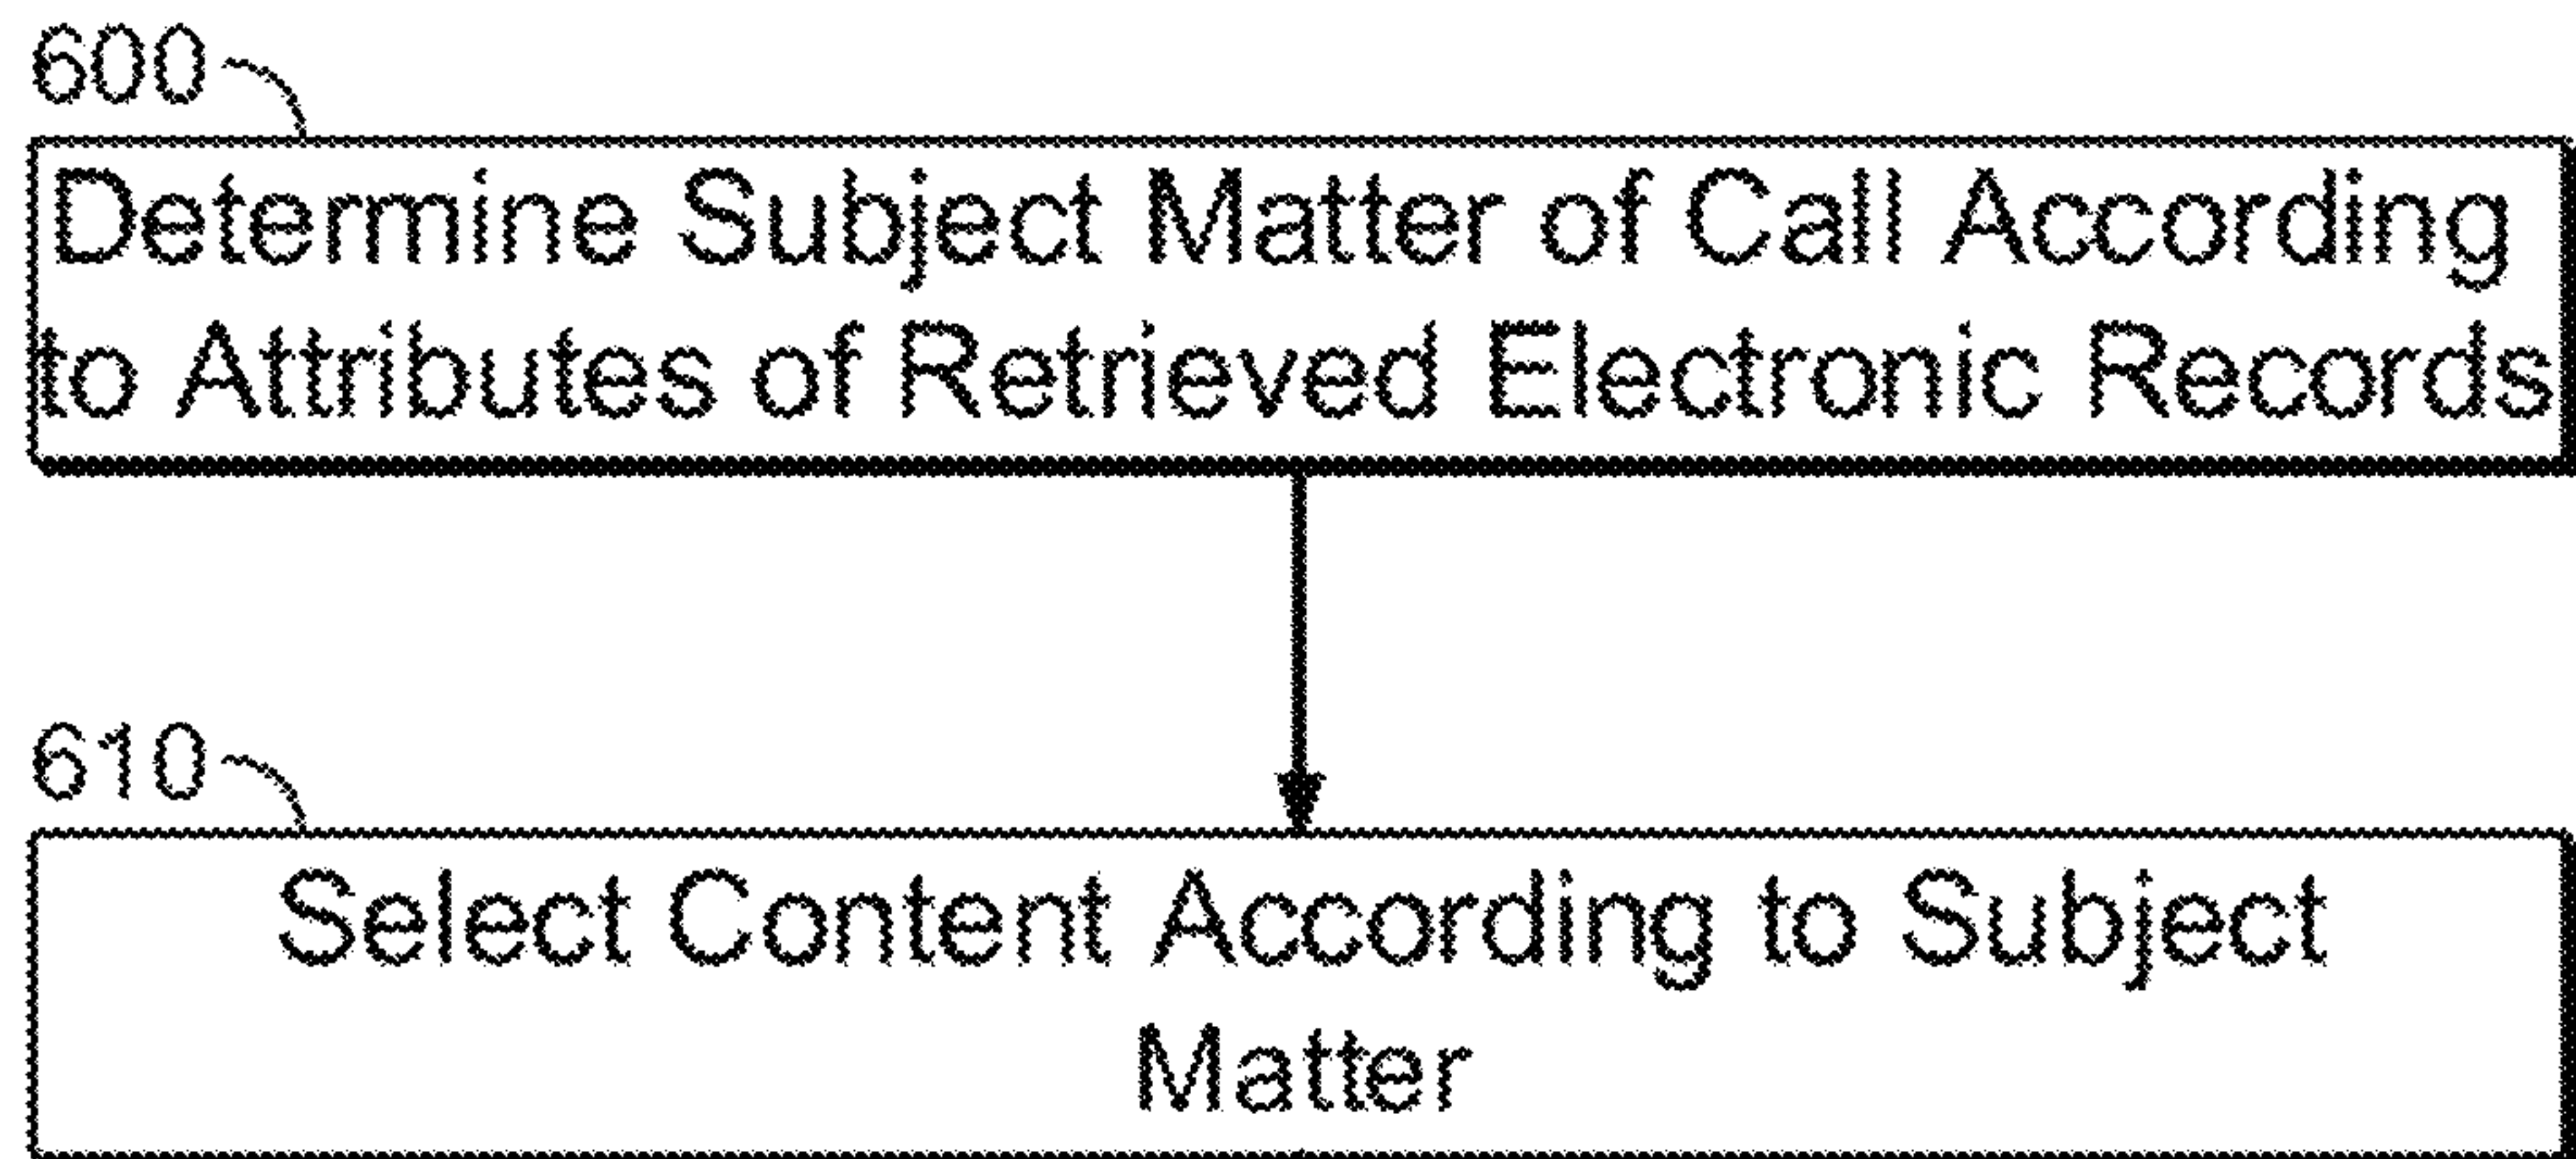 600
Determine Subject Matter of Call According
to Attributes of Retrieved Electronic Records
610
Select Content According to Subject
Matter